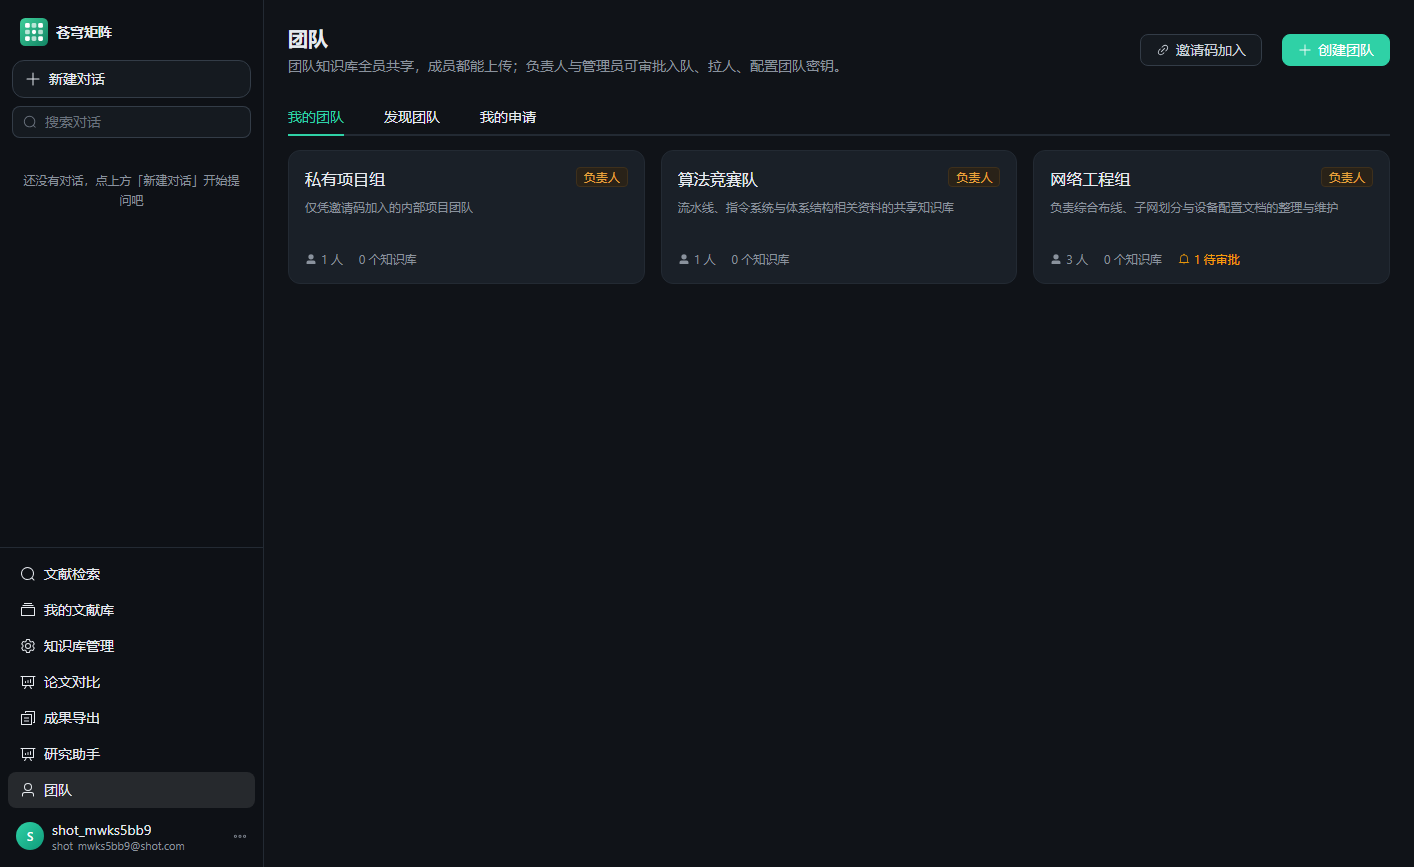 苍穹矩阵
新建对话
搜索对话
还没有对话，点上方「新建对话」开始提
问吧
文献检索
我的文献库
知识库管理
论文对比
成果导出
研究助手
团队
S
shot_mwks5bb9
shot_mwks5bb9@shot.com
团队
团队知识库全员共享，成员都能上传；负责人与管理员可审批入队、拉人、配置团队密钥。
邀请码加入
创建团队
我的团队 发现团队 我的申请
私有项目组 负责人
仅凭邀请码加入的内部项目团队
1 人 0 个知识库
算法竞赛队 负责人
流水线、指令系统与体系结构相关资料的共享知识库
1 人 0 个知识库
网络工程组 负责人
负责综合布线、子网划分与设备配置文档的整理与维护
3 人 0 个知识库 1 待审批